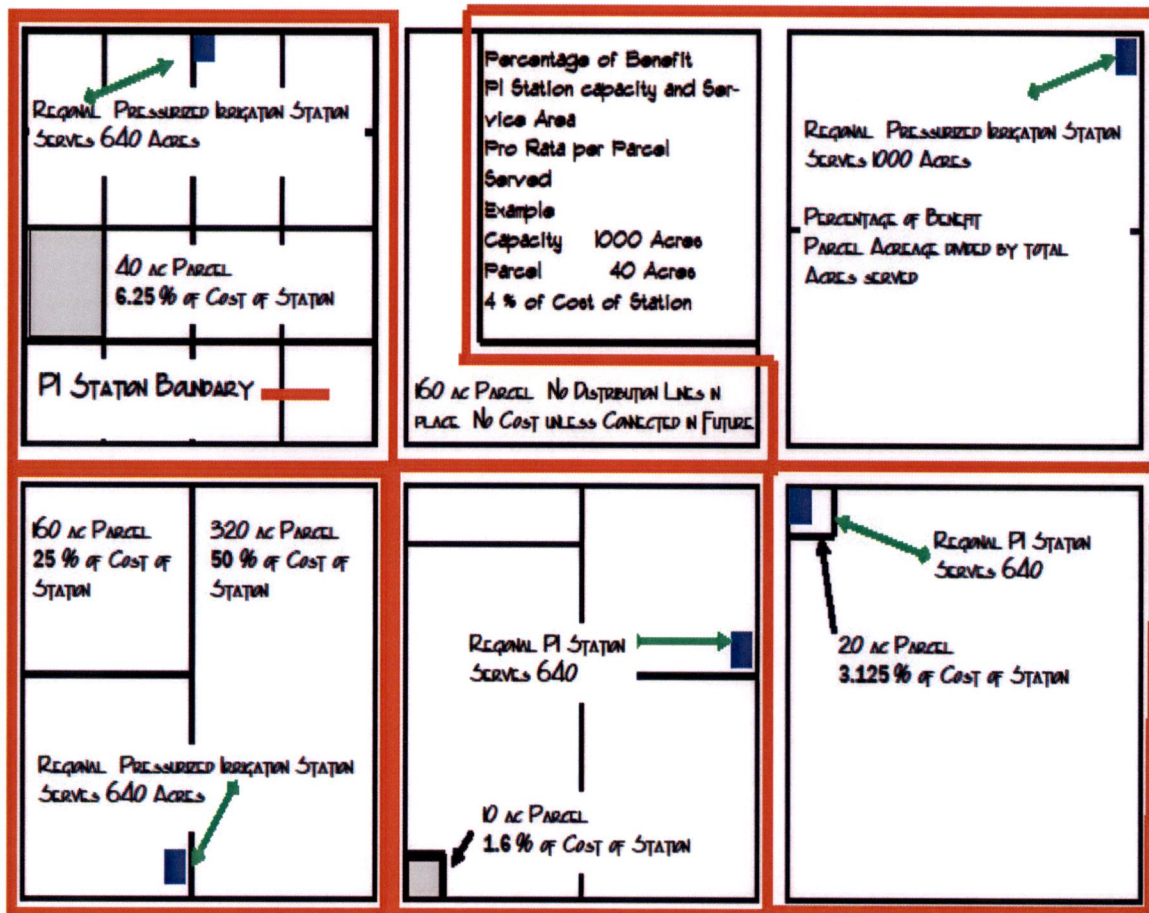 Regional Pressurized Irrigation Station
Serves 640 Acres
40 ac Parcel
6.25 % of Cost of Station
PI Station Boundary
Percentage of Benefit
PI Station capacity and Ser-
vice Area
Pro Rata per Parcel
Served
Example
Capacity 1000 Acres
Parcel 40 Acres
4 % of Cost of Station
160 ac Parcel No Distribution Lines in
place No Cost unless Connected in Future
Regional Pressurized Irrigation Station
Serves 1000 Acres
Percentage of Benefit
Parcel Acreage divided by total
Acres served
160 ac Parcel
25 % of Cost of
Station
320 ac Parcel
50 % of Cost of
Station
Regional Pressurized Irrigation Station
Serves 640 Acres
Regional PI Station
Serves 640
10 ac Parcel
1.6 % of Cost of Station
Regional PI Station
Serves 640
20 ac Parcel
3.125 % of Cost of Station